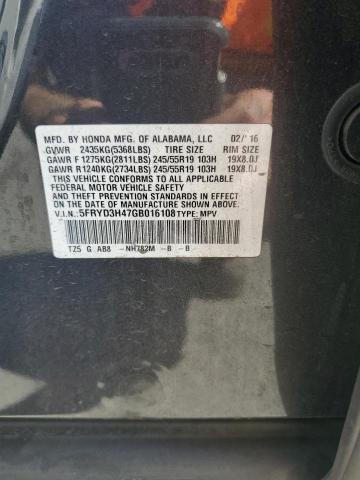 MFD. BY HONDA MFG. OF ALABAMA, LLC 02/16
GVWR 2435KG(5368LBS) TIRE SIZE RIM SIZE
GAWR F 1275KG(2811LBS) 245/55R19 103H 19X8.0J
GAWR R 1240KG(2734LBS) 245/55R19 103H 19X8.0J
THIS VEHICLE CONFORMS TO ALL APPLICABLE
FEDERAL MOTOR VEHICLE SAFETY AND THEFT
PREVENTION STANDARDS IN EFFECT ON THE DATE
OF MANUFACTURE SHOWN ABOVE.
V.I.N.: 5FRYD3H47GB016108 TYPE: MPV
TZ5 G AB8 -NH782M -B -B